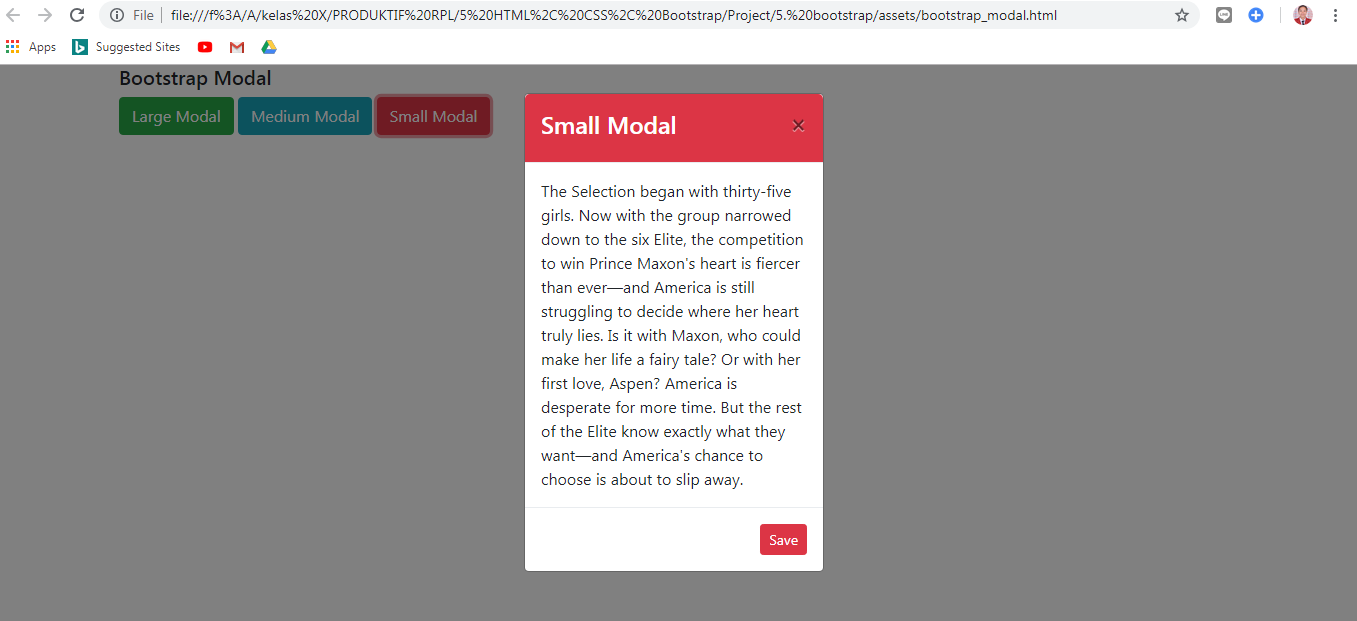 File file:///f%3A/A/kelas%20X/PRODUKTIF%20RPL/5%20HTML%2C%20CSS%2C%20Bootstrap/Project/5.%20bootstrap/assets/bootstrap_modal.html
Apps Suggested Sites
Bootstrap Modal
Large Modal Medium Modal Small Modal
Small Modal ×
The Selection began with thirty-five
girls. Now with the group narrowed
down to the six Elite, the competition
to win Prince Maxon's heart is fiercer
than ever—and America is still
struggling to decide where her heart
truly lies. Is it with Maxon, who could
make her life a fairy tale? Or with her
first love, Aspen? America is
desperate for more time. But the rest
of the Elite know exactly what they
want—and America's chance to
choose is about to slip away.
Save